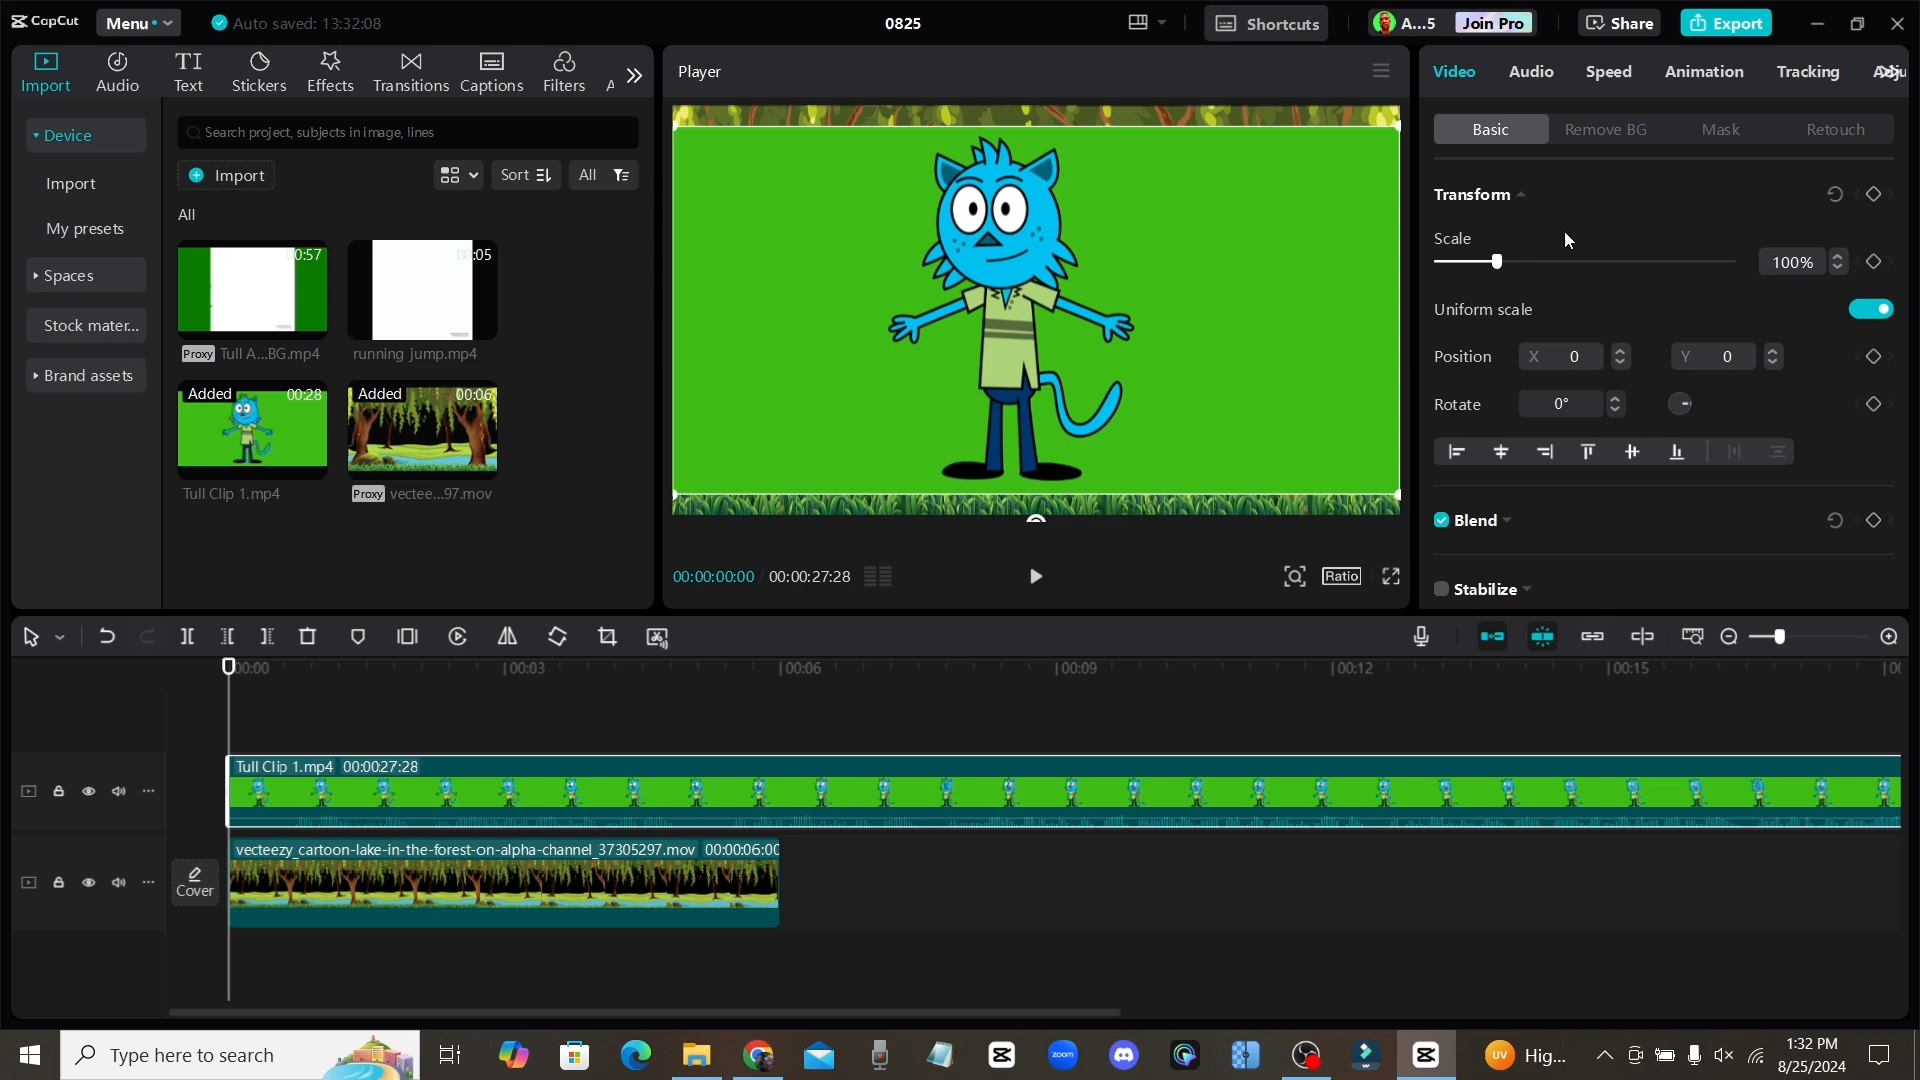 CapCut Menu Auto saved: 13:32:08 0825 Shortcuts A...5 Join Pro Share Export
Import Audio Text Stickers Effects Transitions Captions Filters A
Device
Import
My presets
Spaces
Stock mater...
Brand assets
Search project, subjects in image, lines
Import Sort All
All
00:57
Proxy Tull A...BG.mp4
00:05
running jump.mp4
Added 00:28
Tull Clip 1.mp4
Added 00:06
Proxy vectee...97.mov
Player
00:00:00:00 / 00:00:27:28
Ratio
Video Audio Speed Animation Tracking
Basic Remove BG Mask Retouch
Transform
Scale
100%
Uniform scale
Position X 0 Y 0
Rotate 0°
Blend
Stabilize
00:00 00:03 00:06 00:09 00:12 00:15
Tull Clip 1.mp4 00:00:27:28
Cover
vecteezy_cartoon-lake-in-the-forest-on-alpha-channel_37305297.mov 00:00:06:00
Type here to search
zoom
UV Hig...
1:32 PM
8/25/2024